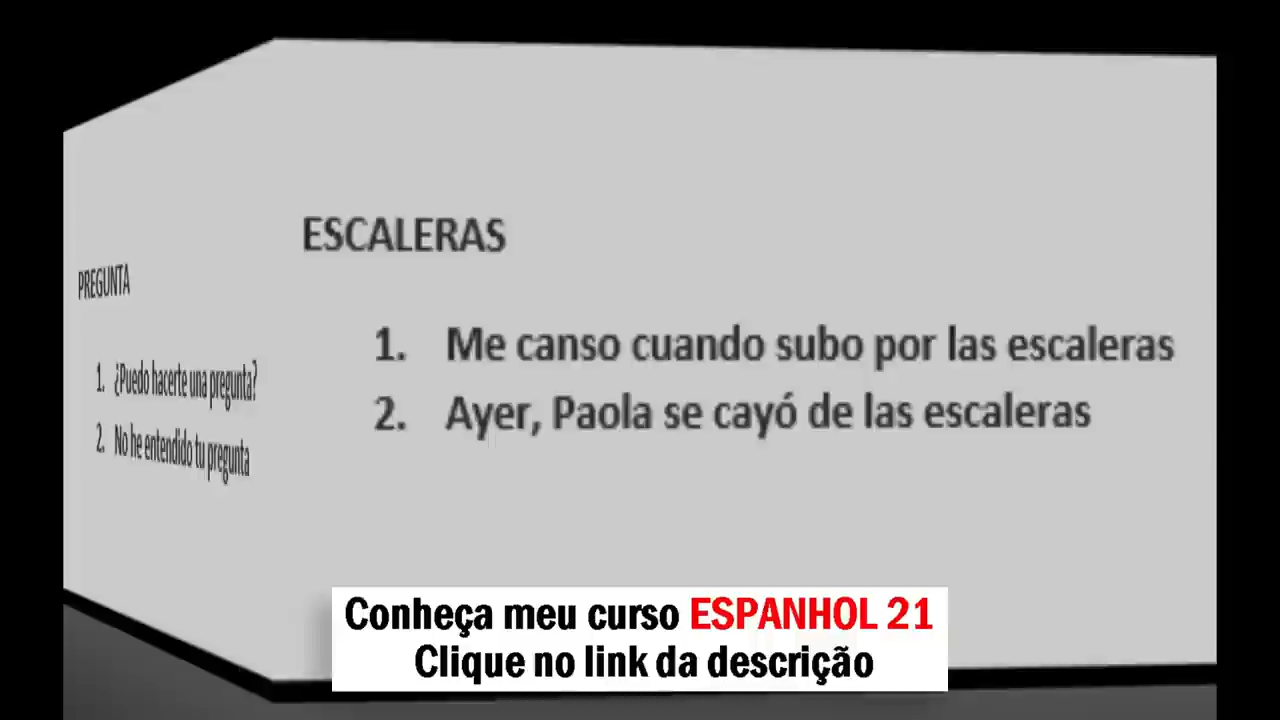 PREGUNTA
1. ¿Puedo hacerte una pregunta?
2. No he entendido tu pregunta
ESCALERAS
1. Me canso cuando subo por las escaleras
2. Ayer, Paola se cayó de las escaleras
Conheça meu curso ESPANHOL 21
Clique no link da descrição